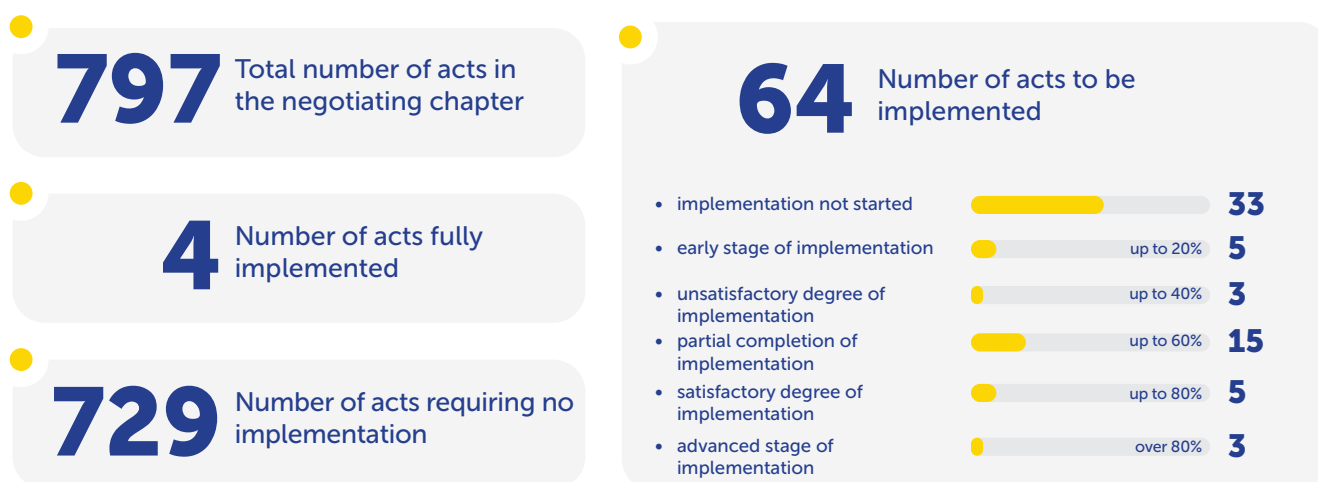 797
Total number of acts in
the negotiating chapter
4
Number of acts fully
implemented
729
Number of acts requiring no
implementation
64
Number of acts to be
implemented
• implementation not started 33
• early stage of implementation up to 20% 5
• unsatisfactory degree of
implementation up to 40% 3
• partial completion of
implementation up to 60% 15
• satisfactory degree of
implementation up to 80% 5
• advanced stage of
implementation over 80% 3